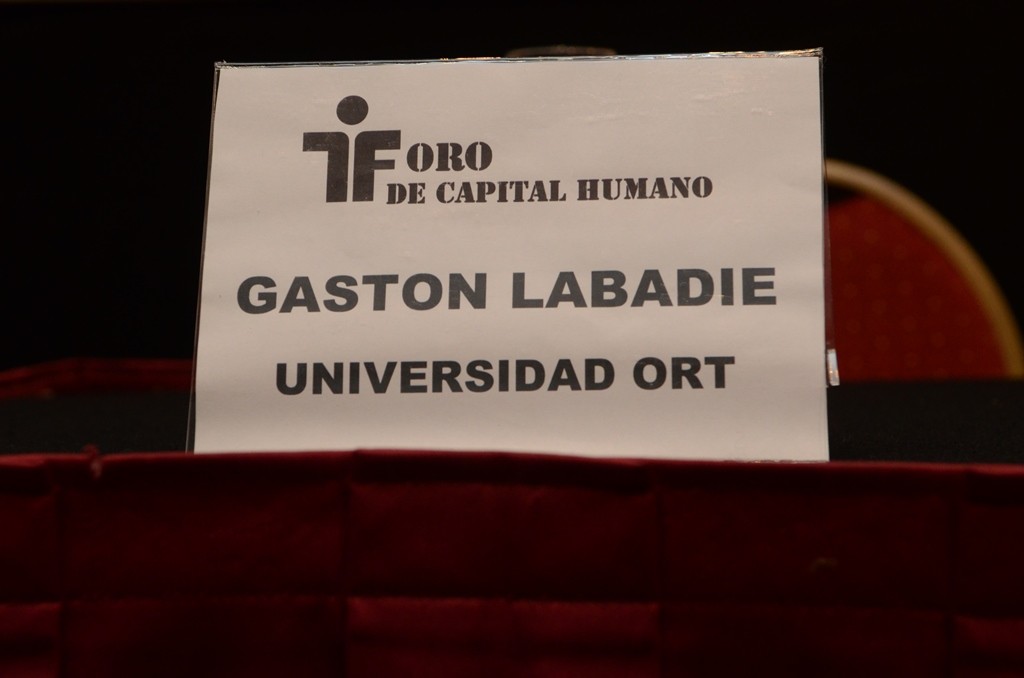 FORO
DE CAPITAL HUMANO
GASTON LABADIE
UNIVERSIDAD ORT